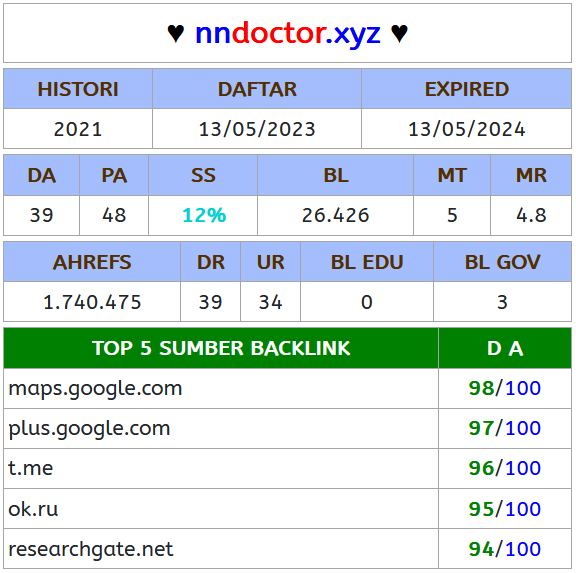 ♥ nndoctor.xyz ♥
HISTORI DAFTAR EXPIRED
2021 13/05/2023 13/05/2024
DA PA SS BL MT MR
39 48 12% 26.426 5 4.8
AHREFS DR UR BL EDU BL GOV
1.740.475 39 34 0 3
TOP 5 SUMBER BACKLINK D A
maps.google.com 98/100
plus.google.com 97/100
t.me 96/100
ok.ru 95/100
researchgate.net 94/100